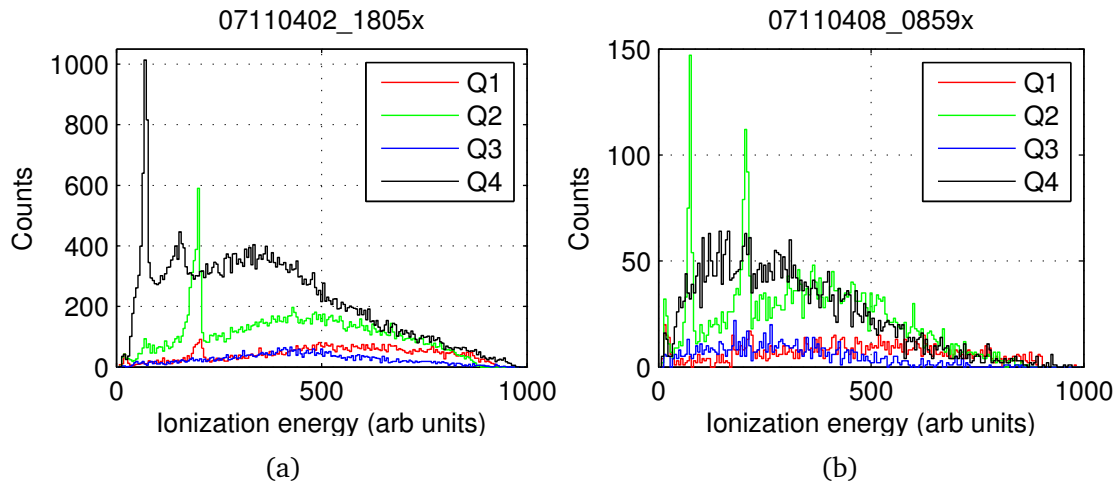 07110402_1805x
1000
800
600
400
200
0
Counts
0
500
1000
Ionization energy (arb units)
Q1
Q2
Q3
Q4
(a)
07110408_0859x
150
100
50
0
Counts
0
500
1000
Ionization energy (arb units)
Q1
Q2
Q3
Q4
(b)